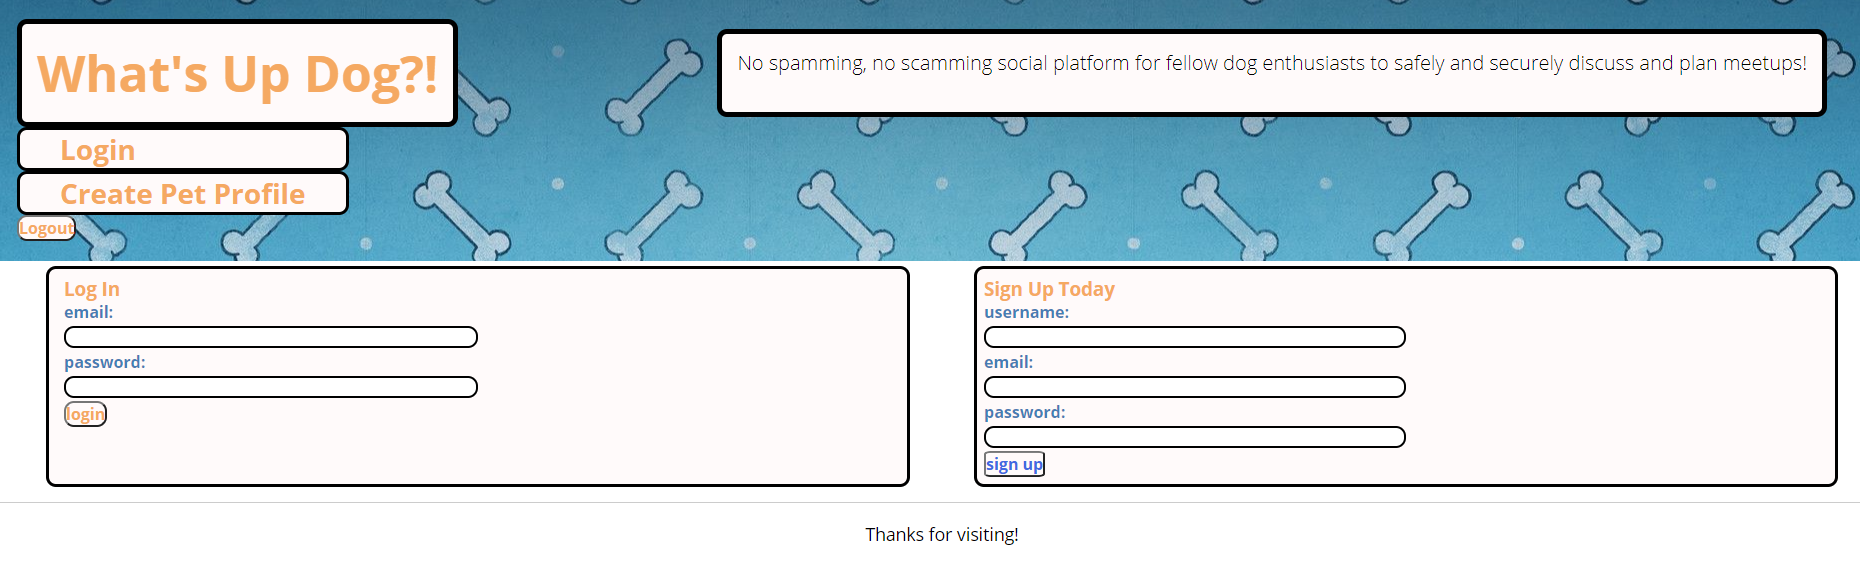 What's Up Dog?!
No spamming, no scamming social platform for fellow dog enthusiasts to safely and securely discuss and plan meetups!
Login
Create Pet Profile
Logout
Log In
email:
password:
login
Sign Up Today
username:
email:
password:
sign up
Thanks for visiting!